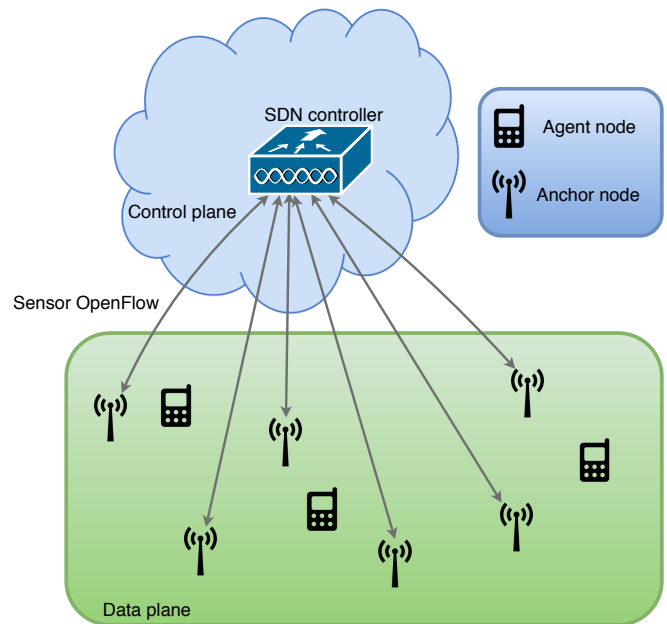 SDN controller
Agent node
Anchor node
Control plane
Sensor OpenFlow
Data plane